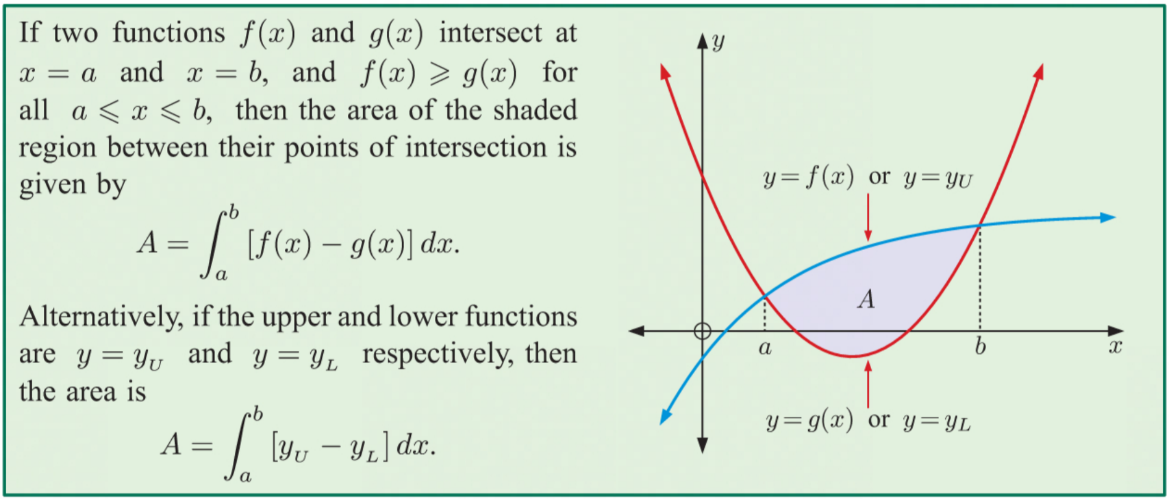 If two functions f(x) and g(x) intersect at
x = a and x = b, and f(x) ⩾ g(x) for
all a ⩽ x ⩽ b, then the area of the shaded
region between their points of intersection is
given by
A = ∫_a^b [f(x) − g(x)] dx.
Alternatively, if the upper and lower functions
are y = y_U and y = y_L respectively, then
the area is
A = ∫_a^b [y_U − y_L] dx.
y
y = f(x) or y = y_U
A
a
b
x
y = g(x) or y = y_L